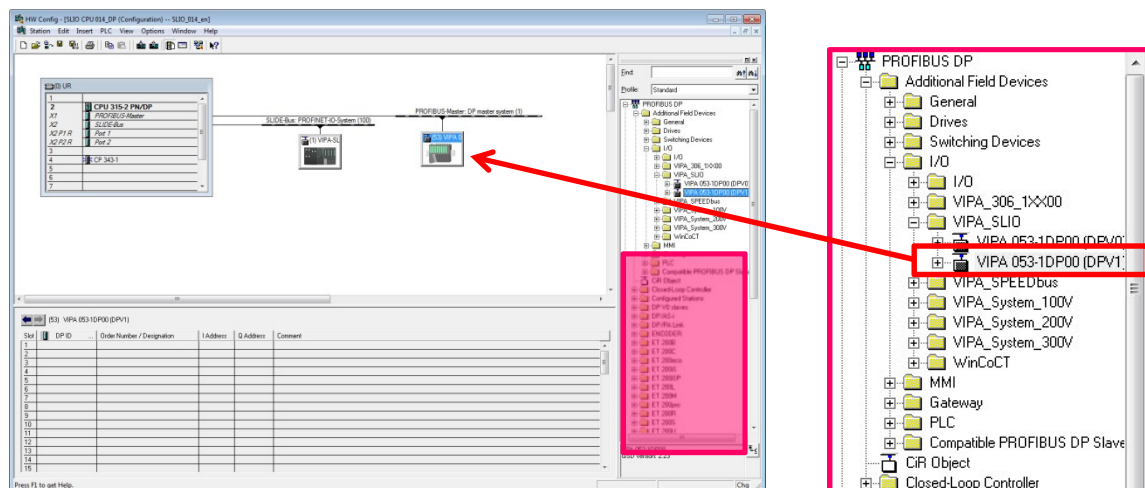 HW Config - [SLIO CPU 014_DP (Configuration) -- SLIO_014_en]
Station Edit Insert PLC View Options Window Help
(0) UR
1
2 CPU 315-2 PN/DP
X1 PROFIBUS-Master
X2 SLIDE-Bus
X2 P1 R Port 1
X2 P2 R Port 2
3
4 CP 343-1
5
6
7
SLIDE-Bus: PROFINET-IO-System (100)
(1) VIPA-SL
PROFIBUS-Master: DP master system (1)
(53) VIPA 0
Find:
Profile: Standard
PROFIBUS DP
Additional Field Devices
General
Drives
Switching Devices
I/O
I/O
VIPA_306_1XX00
VIPA_SLIO
VIPA 053-1DP00 (DPV0)
VIPA 053-1DP00 (DPV1)
VIPA_SPEEDbus
VIPA_System_100V
VIPA_System_200V
VIPA_System_300V
WinCoCT
MMI
PLC
Compatible PROFIBUS DP Slav
CiR Object
Closed-Loop Controller
Configured Stations
DP V0 slaves
DP/AS-i
DP/PA Link
ENCODER
ET 200B
ET 200C
ET 200eco
ET 200iS
ET 200iSP
ET 200L
ET 200M
ET 200pro
ET 200R
ET 200S
ET 200U
(53) VIPA 053-1DP00 (DPV1)
Slot DP ID ... Order Number / Designation I Address Q Address Comment
1
2
3
4
5
6
7
8
9
10
11
12
13
14
15
Press F1 to get Help.
Chg
PROFIBUS DP
Additional Field Devices
General
Drives
Switching Devices
I/O
I/O
VIPA_306_1XX00
VIPA_SLIO
VIPA 053-1DP00 (DPV0)
VIPA 053-1DP00 (DPV1)
VIPA_SPEEDbus
VIPA_System_100V
VIPA_System_200V
VIPA_System_300V
WinCoCT
MMI
Gateway
PLC
Compatible PROFIBUS DP Slave
CiR Object
Closed-Loop Controller